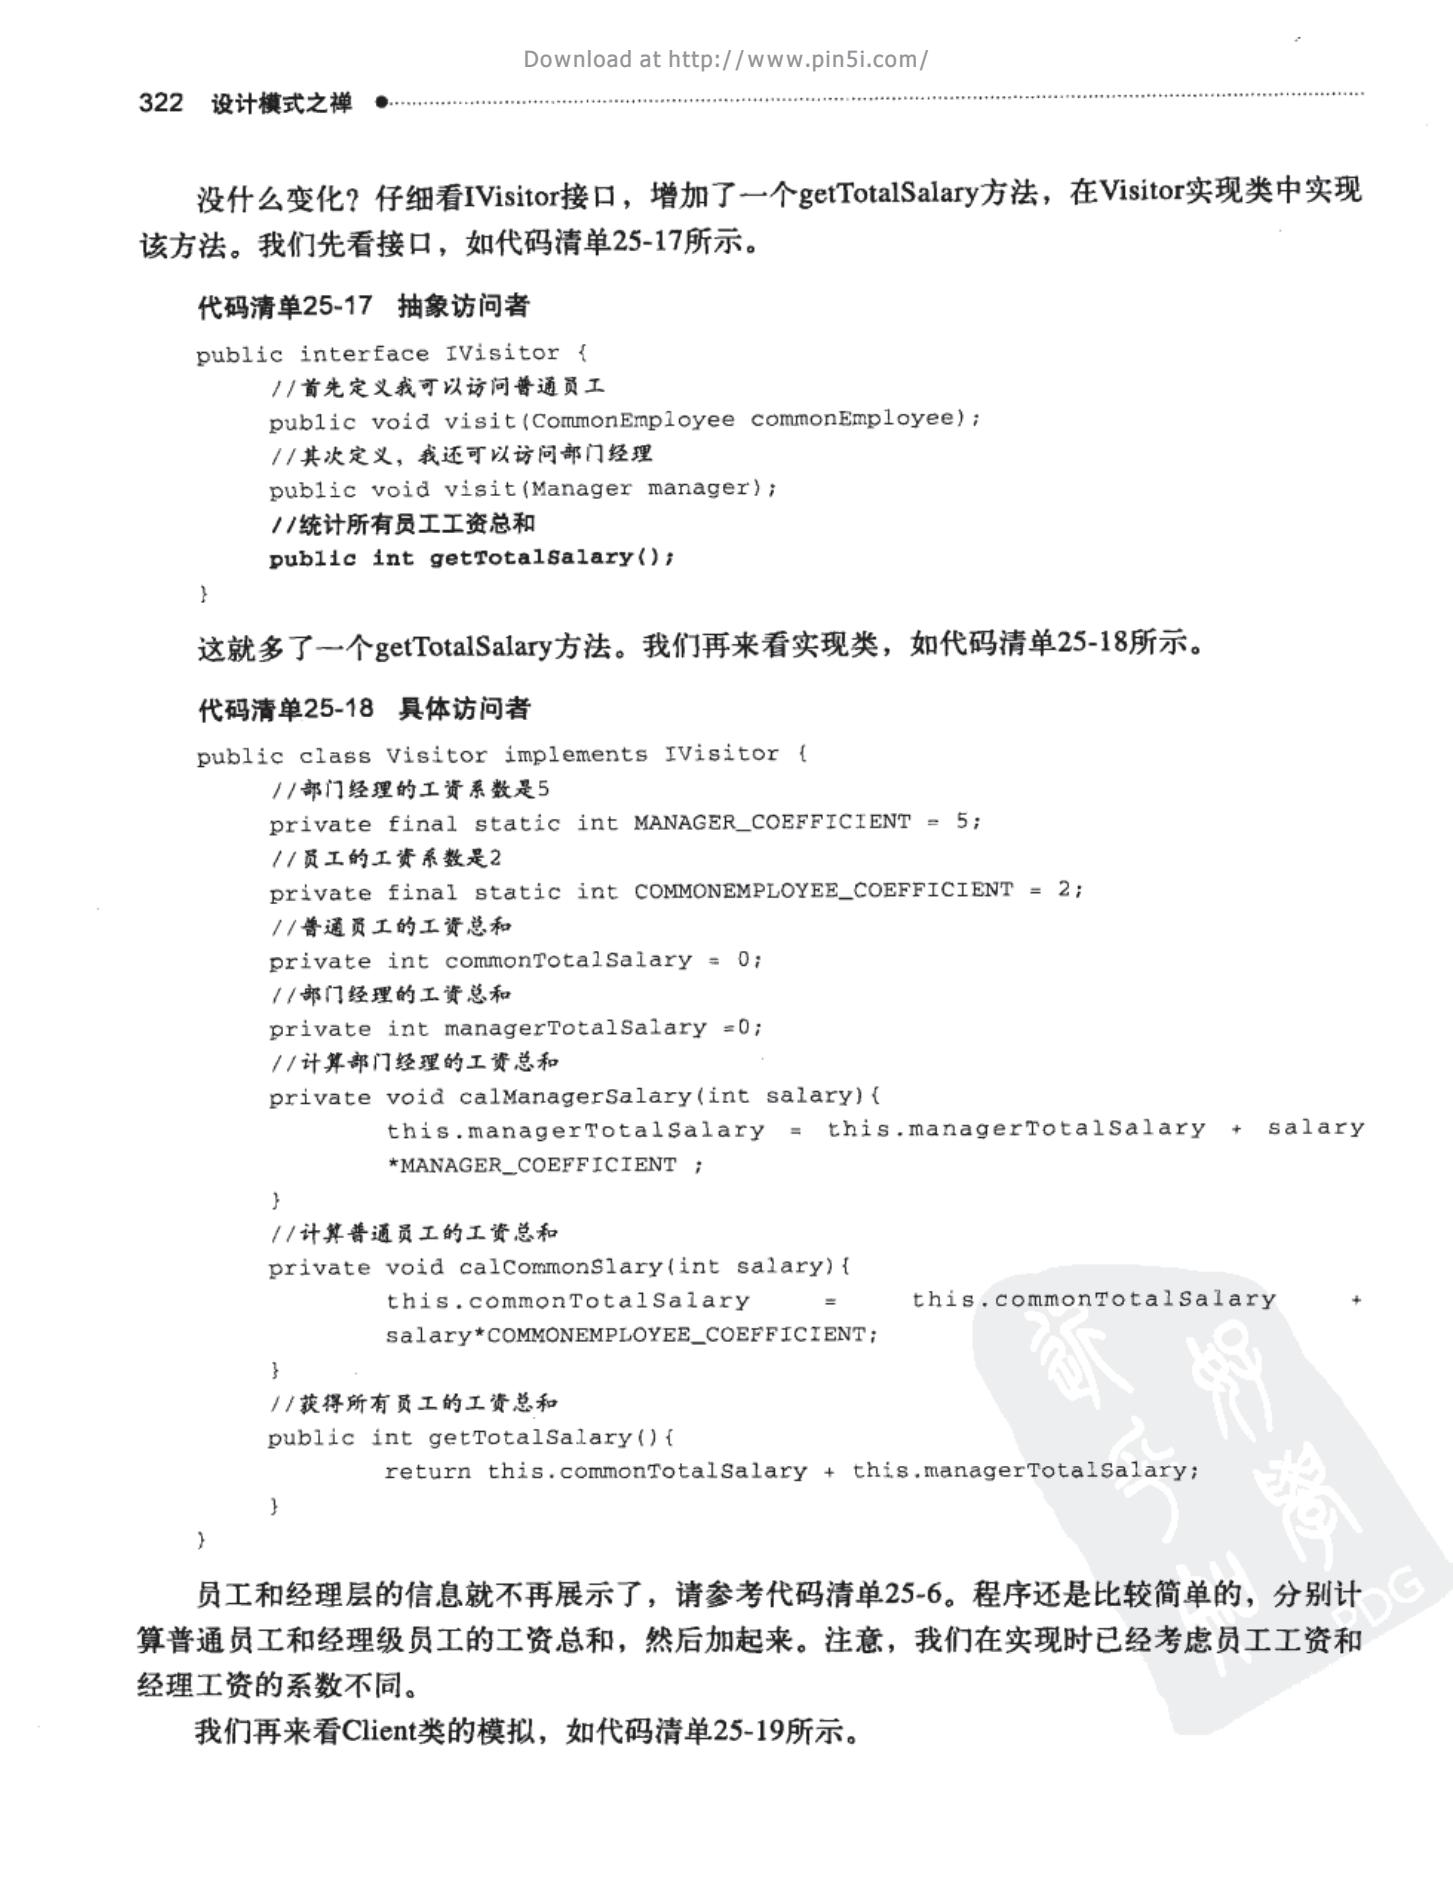 Download at http://www.pin5i.com/
322 设计模式之禅
没什么变化？仔细看IVisitor接口，增加了一个getTotalSalary方法，在Visitor实现类中实现
该方法。我们先看接口，如代码清单25-17所示。
代码清单25-17 抽象访问者
public interface IVisitor {
//首先定义我可以访问普通员工
public void visit(CommonEmployee commonEmployee);
//其次定义，我还可以访问部门经理
public void visit(Manager manager);
//统计所有员工工资总和
public int getTotalSalary();
}
这就多了一个getTotalSalary方法。我们再来看实现类，如代码清单25-18所示。
代码清单25-18 具体访问者
public class Visitor implements IVisitor {
//部门经理的工资系数是5
private final static int MANAGER_COEFFICIENT = 5;
//员工的工资系数是2
private final static int COMMONEMPLOYEE_COEFFICIENT = 2;
//普通员工的工资总和
private int commonTotalSalary = 0;
//部门经理的工资总和
private int managerTotalSalary =0;
//计算部门经理的工资总和
private void calManagerSalary(int salary){
this.managerTotalSalary = this.managerTotalSalary + salary
*MANAGER_COEFFICIENT ;
}
//计算普通员工的工资总和
private void calCommonSlary(int salary){
this.commonTotalSalary = this.commonTotalSalary +
salary*COMMONEMPLOYEE_COEFFICIENT;
}
//获得所有员工的工资总和
public int getTotalSalary(){
return this.commonTotalSalary + this.managerTotalSalary;
}
}
员工和经理层的信息就不再展示了，请参考代码清单25-6。程序还是比较简单的，分别计
算普通员工和经理级员工的工资总和，然后加起来。注意，我们在实现时已经考虑员工工资和
经理工资的系数不同。
我们再来看Client类的模拟，如代码清单25-19所示。
PDG